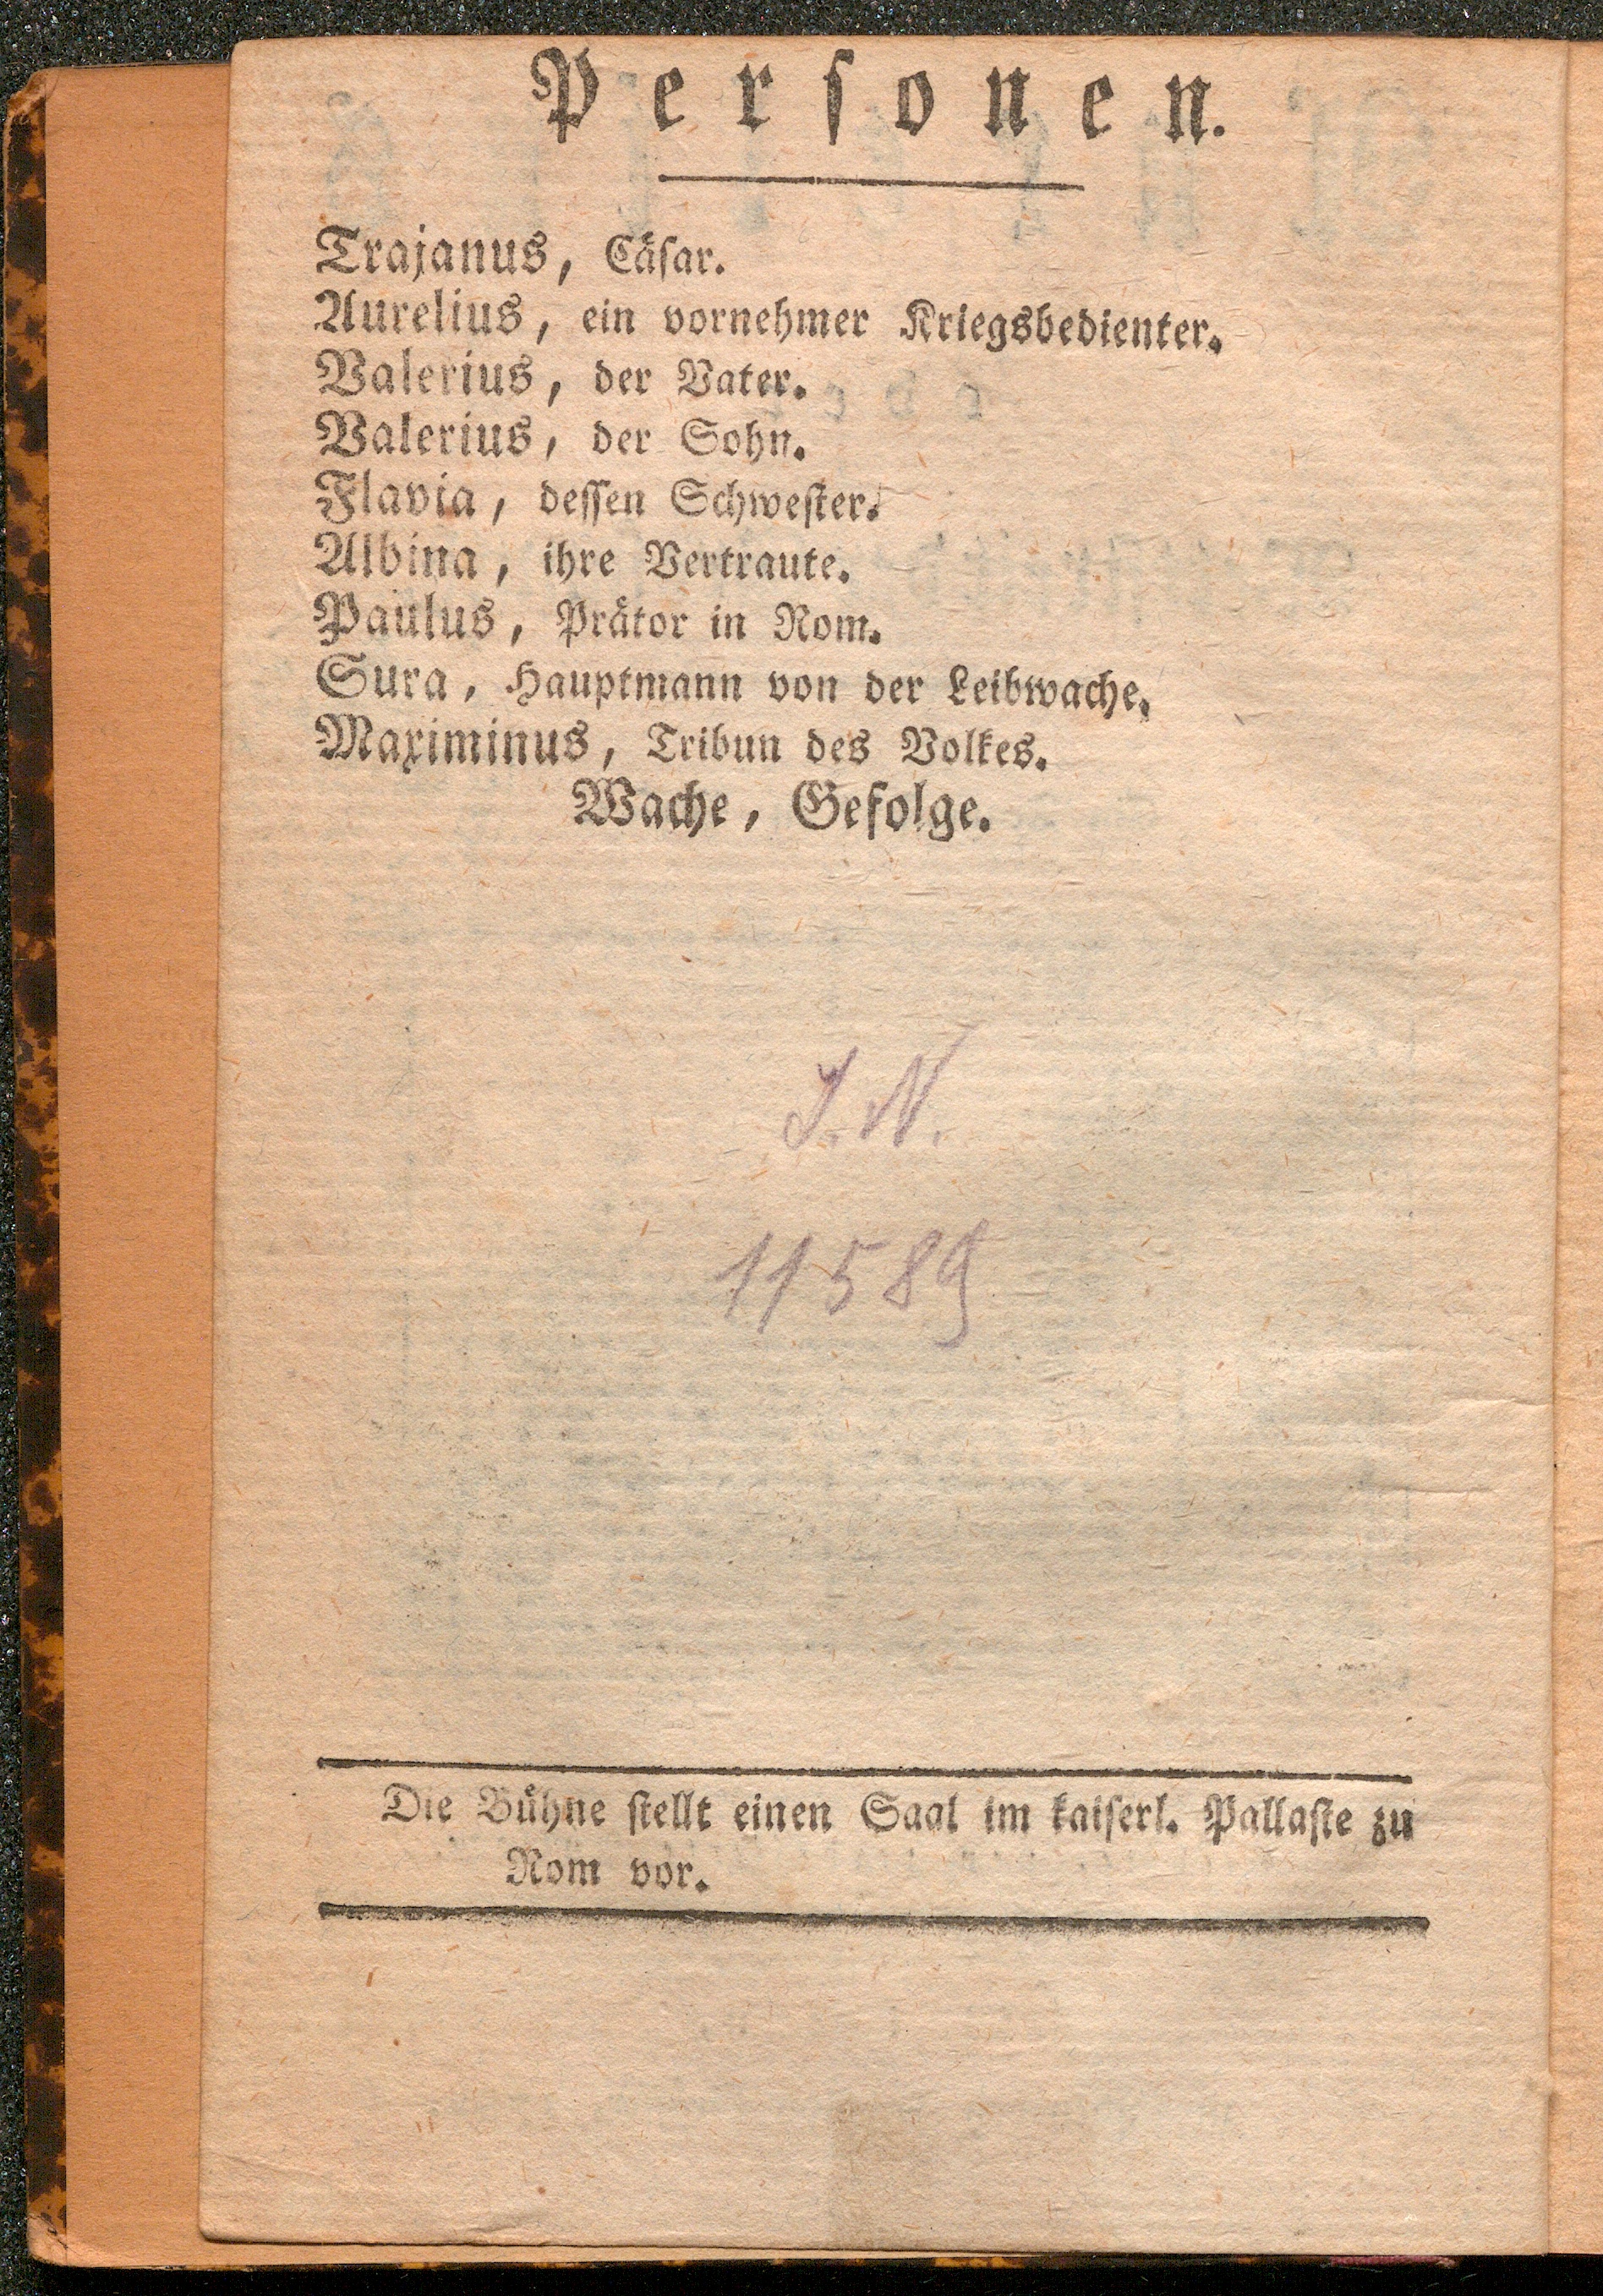 Personen.
Trajanus, Cäsar.
Aurelius, ein vornehmer Kriegsbedienter.
Valerius, der Vater.
Valerius, der Sohn.
Flavia, dessen Schwester.
Albina, ihre Vertraute.
Paulus, Prätor in Rom.
Sura, Hauptmann von der Leibwache.
Maximinus, Tribun des Volkes.
Wache, Gefolge.
J. N.
11589
Die Bühne stellt einen Saal im kaiserl. Pallaste zu
Rom vor.